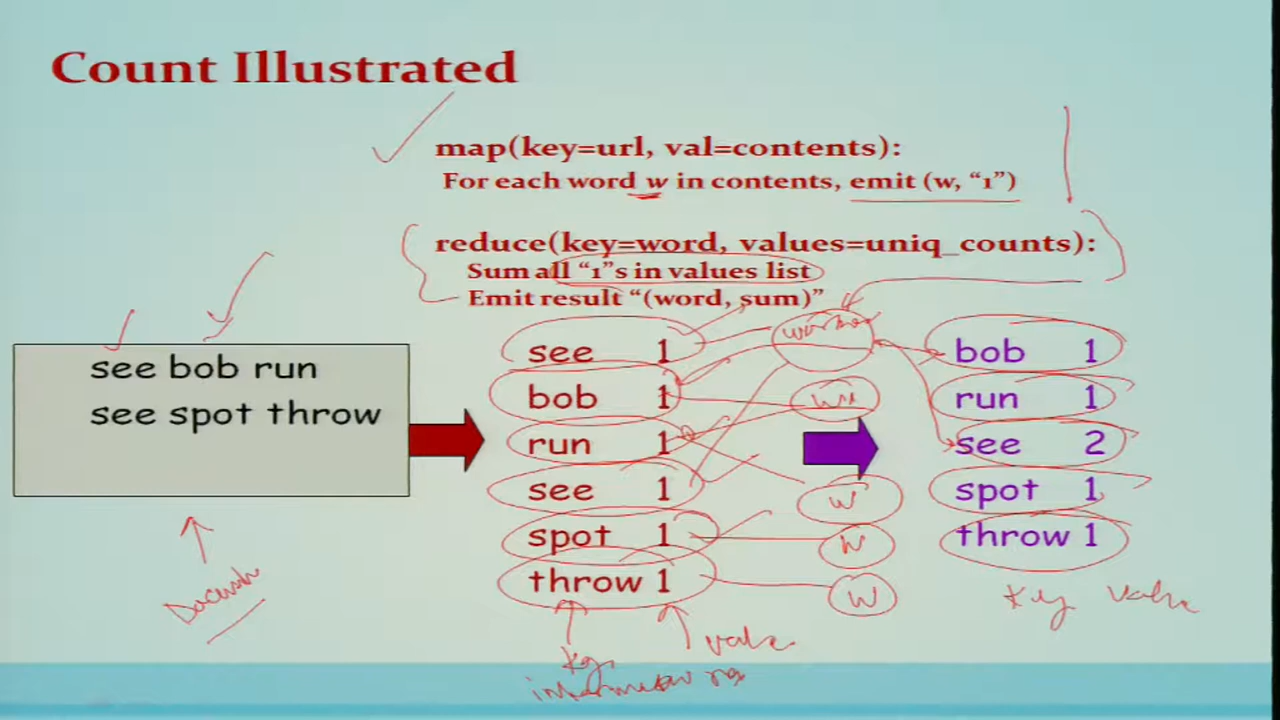 Count Illustrated
map(key=url, val=contents):
For each word w in contents, emit (w, “1”)
reduce(key=word, values=uniq_counts):
Sum all “1”s in values list
Emit result “(word, sum)”
see bob run
see spot throw
see 1
bob 1
run 1
see 1
spot 1
throw 1
W
W
W
bob 1
run 1
see 2
spot 1
throw 1
Key value
value